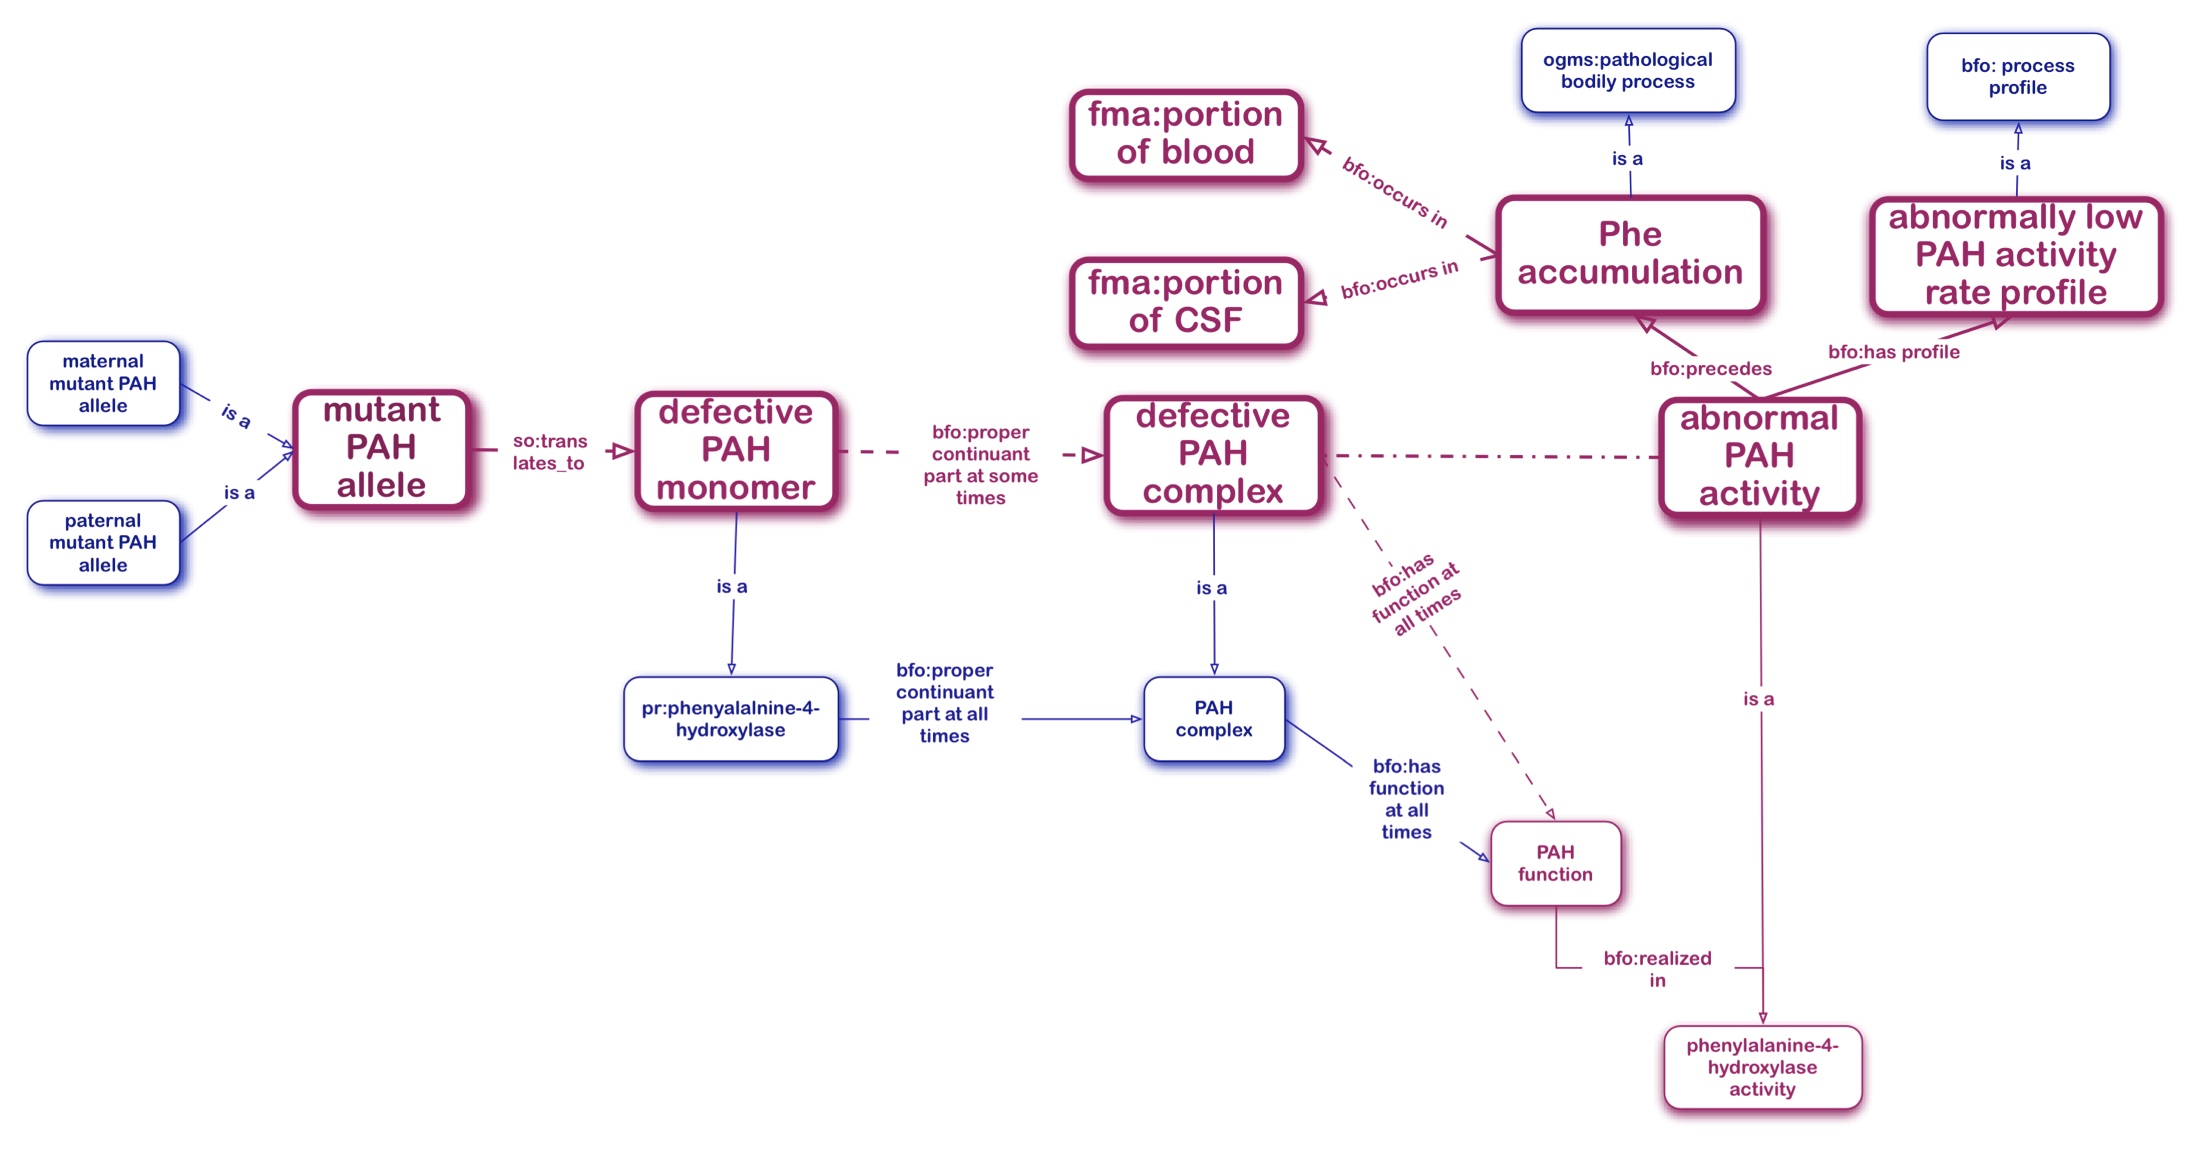 ogms:pathological
bodily process
bfo: process
profile
fma:portion
of blood
bfo:occurs in
is a
is a
Phe
accumulation
abnormally low
PAH activity
rate profile
fma:portion
of CSF
bfo:occurs in
bfo:precedes
bfo:has profile
maternal
mutant PAH
allele
is a
mutant
PAH
allele
so:trans
lates_to
defective
PAH
monomer
bfo:proper
continuant
part at some
times
defective
PAH
complex
abnormal
PAH
activity
paternal
mutant PAH
allele
is a
is a
is a
bfo:has
function at
all times
is a
pr:phenyalalnine-4-
hydroxylase
bfo:proper
continuant
part at all
times
PAH
complex
bfo:has
function
at all
times
PAH
function
bfo:realized
in
phenylalanine-4-
hydroxylase
activity